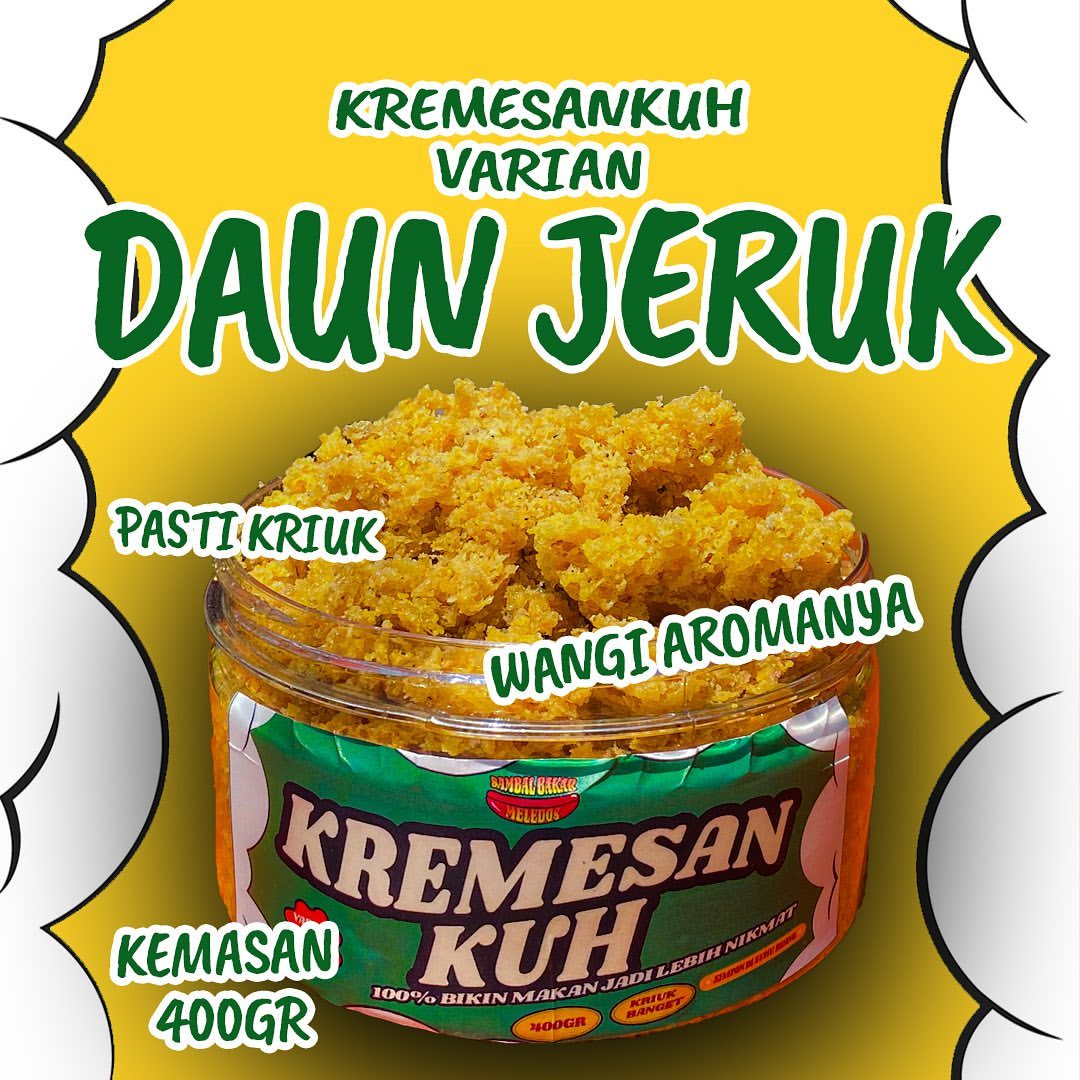 KREMESANKUH
VARIAN
DAUN JERUK
PASTI KRIUK
WANGI AROMANYA
SAMBAL BAKAR
MELEDOS
KREMESAN
KUH
100% BIKIN MAKAN JADI LEBIH NIKMAT
400GR
KRIUK
BANGET
KEMASAN
400GR